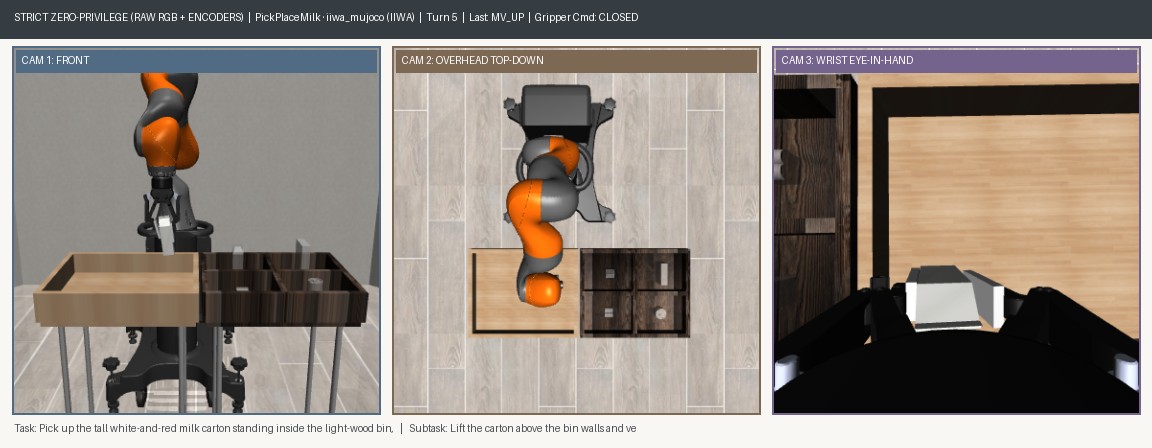 STRICT ZERO-PRIVILEGE (RAW RGB + ENCODERS) | PickPlaceMilk · iiwa_mujoco (IIWA) | Turn 5 | Last: MV_UP | Gripper Cmd: CLOSED
CAM 1: FRONT
CAM 2: OVERHEAD TOP-DOWN
CAM 3: WRIST EYE-IN-HAND
Task: Pick up the tall white-and-red milk carton standing inside the light-wood bin, | Subtask: Lift the carton above the bin walls and ve